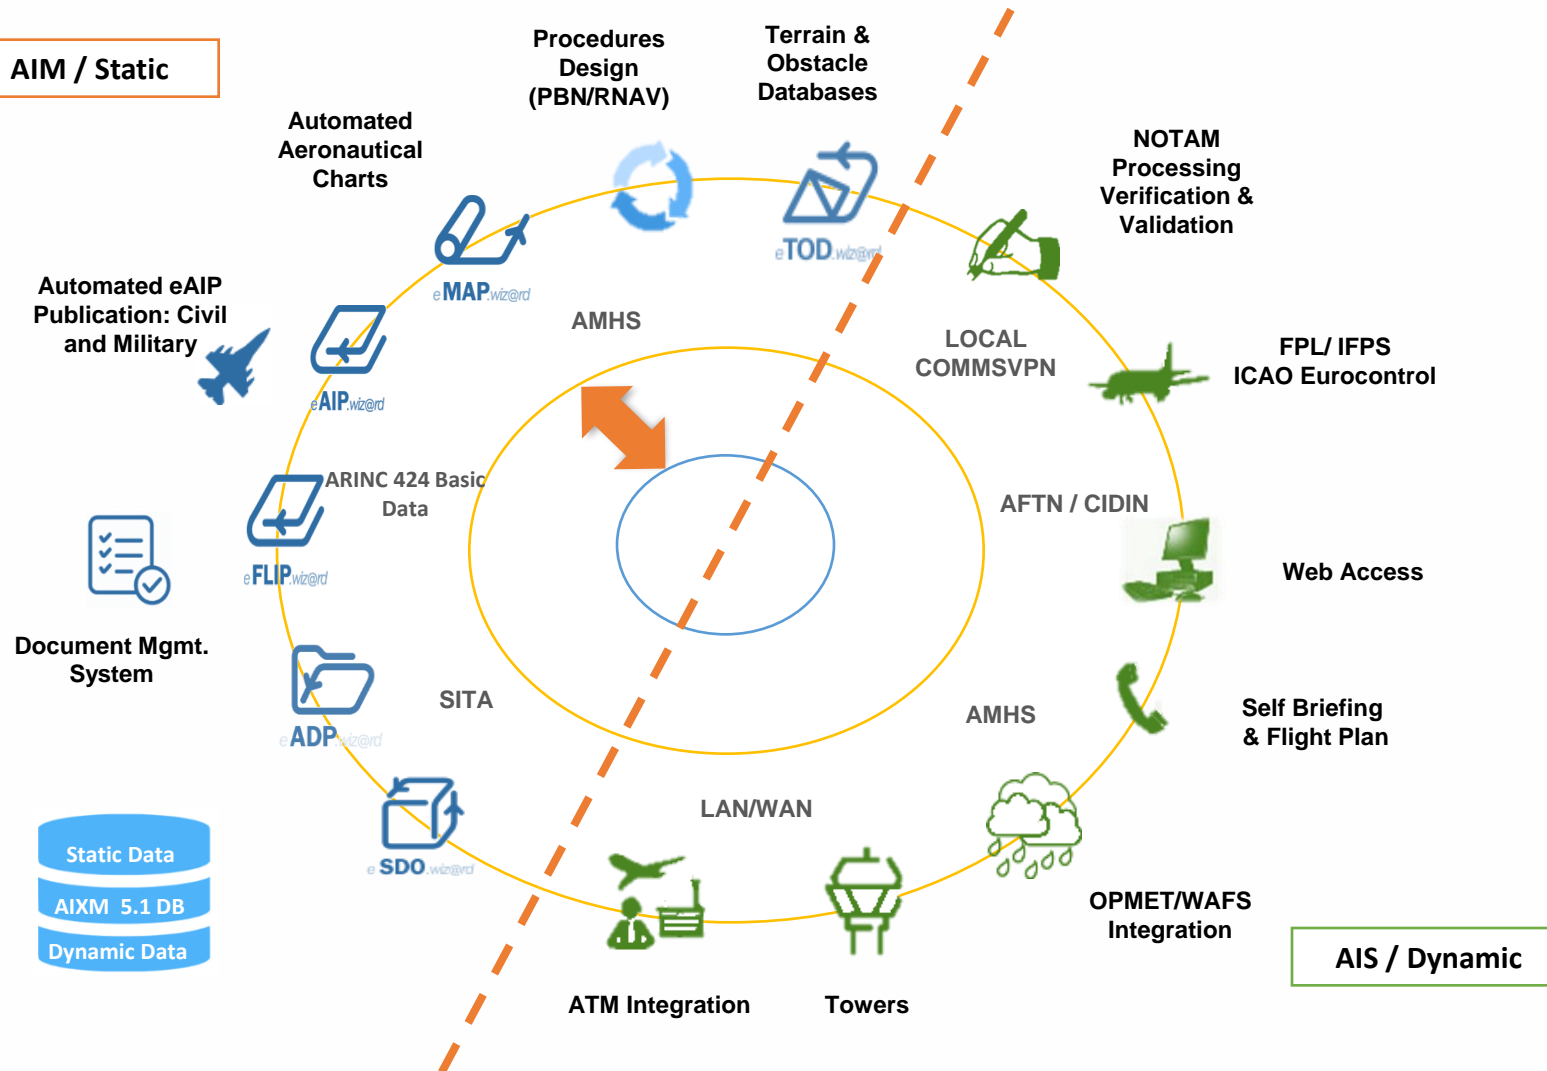 AIM / Static
Procedures
Design
(PBN/RNAV)
Terrain &
Obstacle
Databases
Automated
Aeronautical
Charts
NOTAM
Processing
Verification &
Validation
eTOD.wiz@rd
eMAP.wiz@rd
Automated eAIP
Publication: Civil
and Military
AMHS
LOCAL
COMMSVPN
FPL/ IFPS
ICAO Eurocontrol
eAIP.wiz@rd
ARINC 424 Basic
Data
AFTN / CIDIN
eFLIP.wiz@rd
Web Access
Document Mgmt.
System
SITA
AMHS
Self Briefing
& Flight Plan
eADP.wiz@rd
LAN/WAN
Static Data
AIXM 5.1 DB
Dynamic Data
eSDO.wiz@rd
OPMET/WAFS
Integration
AIS / Dynamic
ATM Integration
Towers